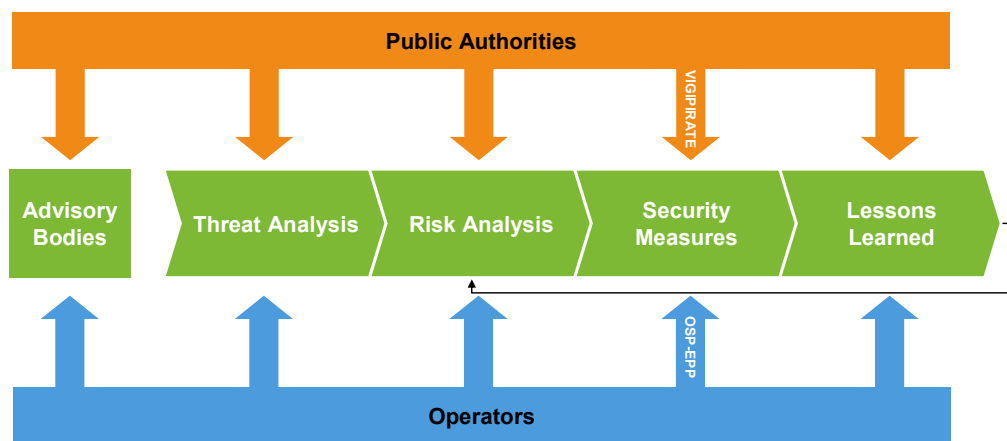 Public Authorities
VIGIPIRATE
Advisory
Bodies
Threat Analysis
Risk Analysis
Security
Measures
Lessons
Learned
OSP-EPP
Operators